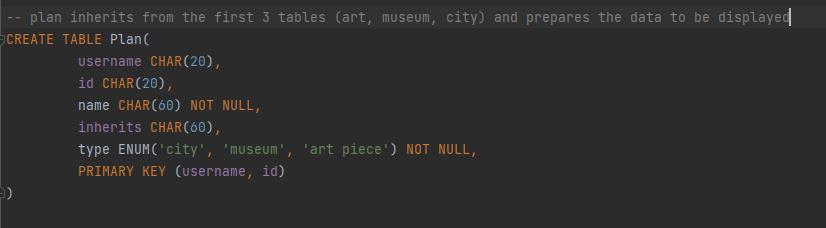 -- plan inherits from the first 3 tables (art, museum, city) and prepares the data to be displayed
CREATE TABLE Plan(
username CHAR(20),
id CHAR(20),
name CHAR(60) NOT NULL,
inherits CHAR(60),
type ENUM('city', 'museum', 'art piece') NOT NULL,
PRIMARY KEY (username, id)
)